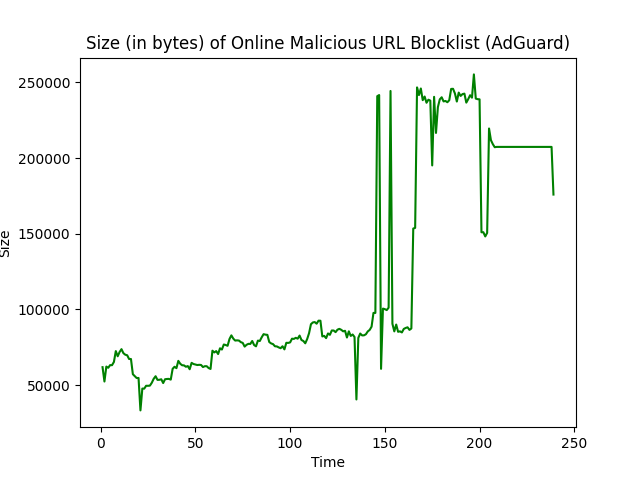 Size (in bytes) of Online Malicious URL Blocklist (AdGuard)
250000
200000
150000
100000
50000
Size
0 50 100 150 200 250
Time